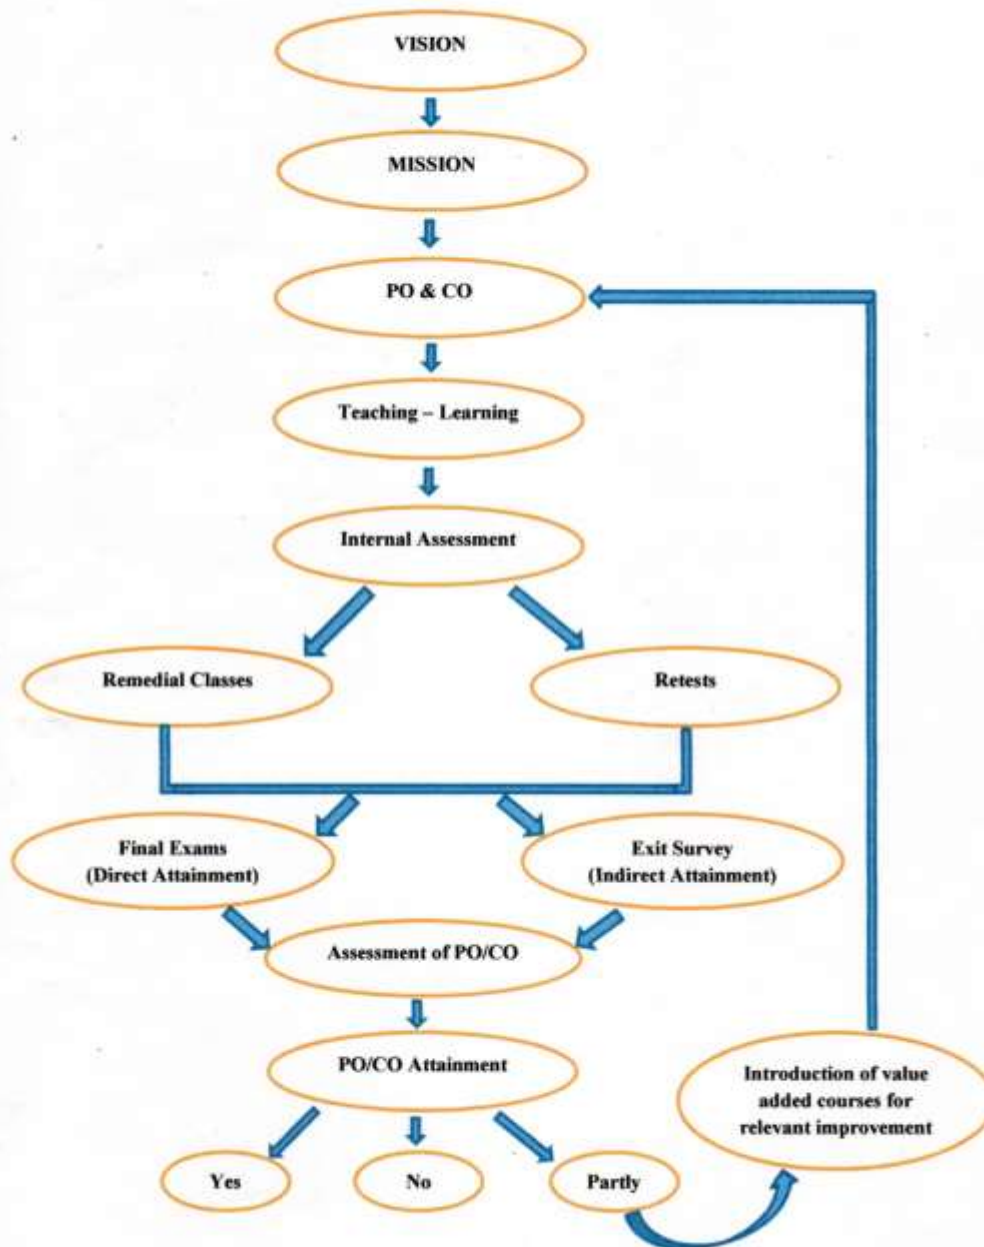 VISION
MISSION
PO & CO
Teaching – Learning
Internal Assessment
Remedial Classes
Retests
Final Exams
(Direct Attainment)
Exit Survey
(Indirect Attainment)
Assessment of PO/CO
PO/CO Attainment
Introduction of value
added courses for
relevant improvement
Yes
No
Partly